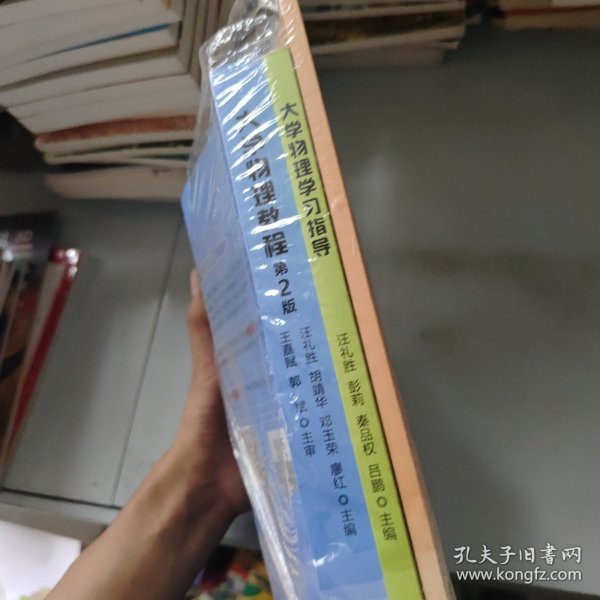 大学物理学习指导
汪礼胜 彭莉 秦品权 吕鹏 主编
大学物理教程 第2版
汪礼胜 胡靖华 邓玉荣 廖红 主编
王嘉赋 郭斌 主审
孔夫子旧书网
www.kongfz.com